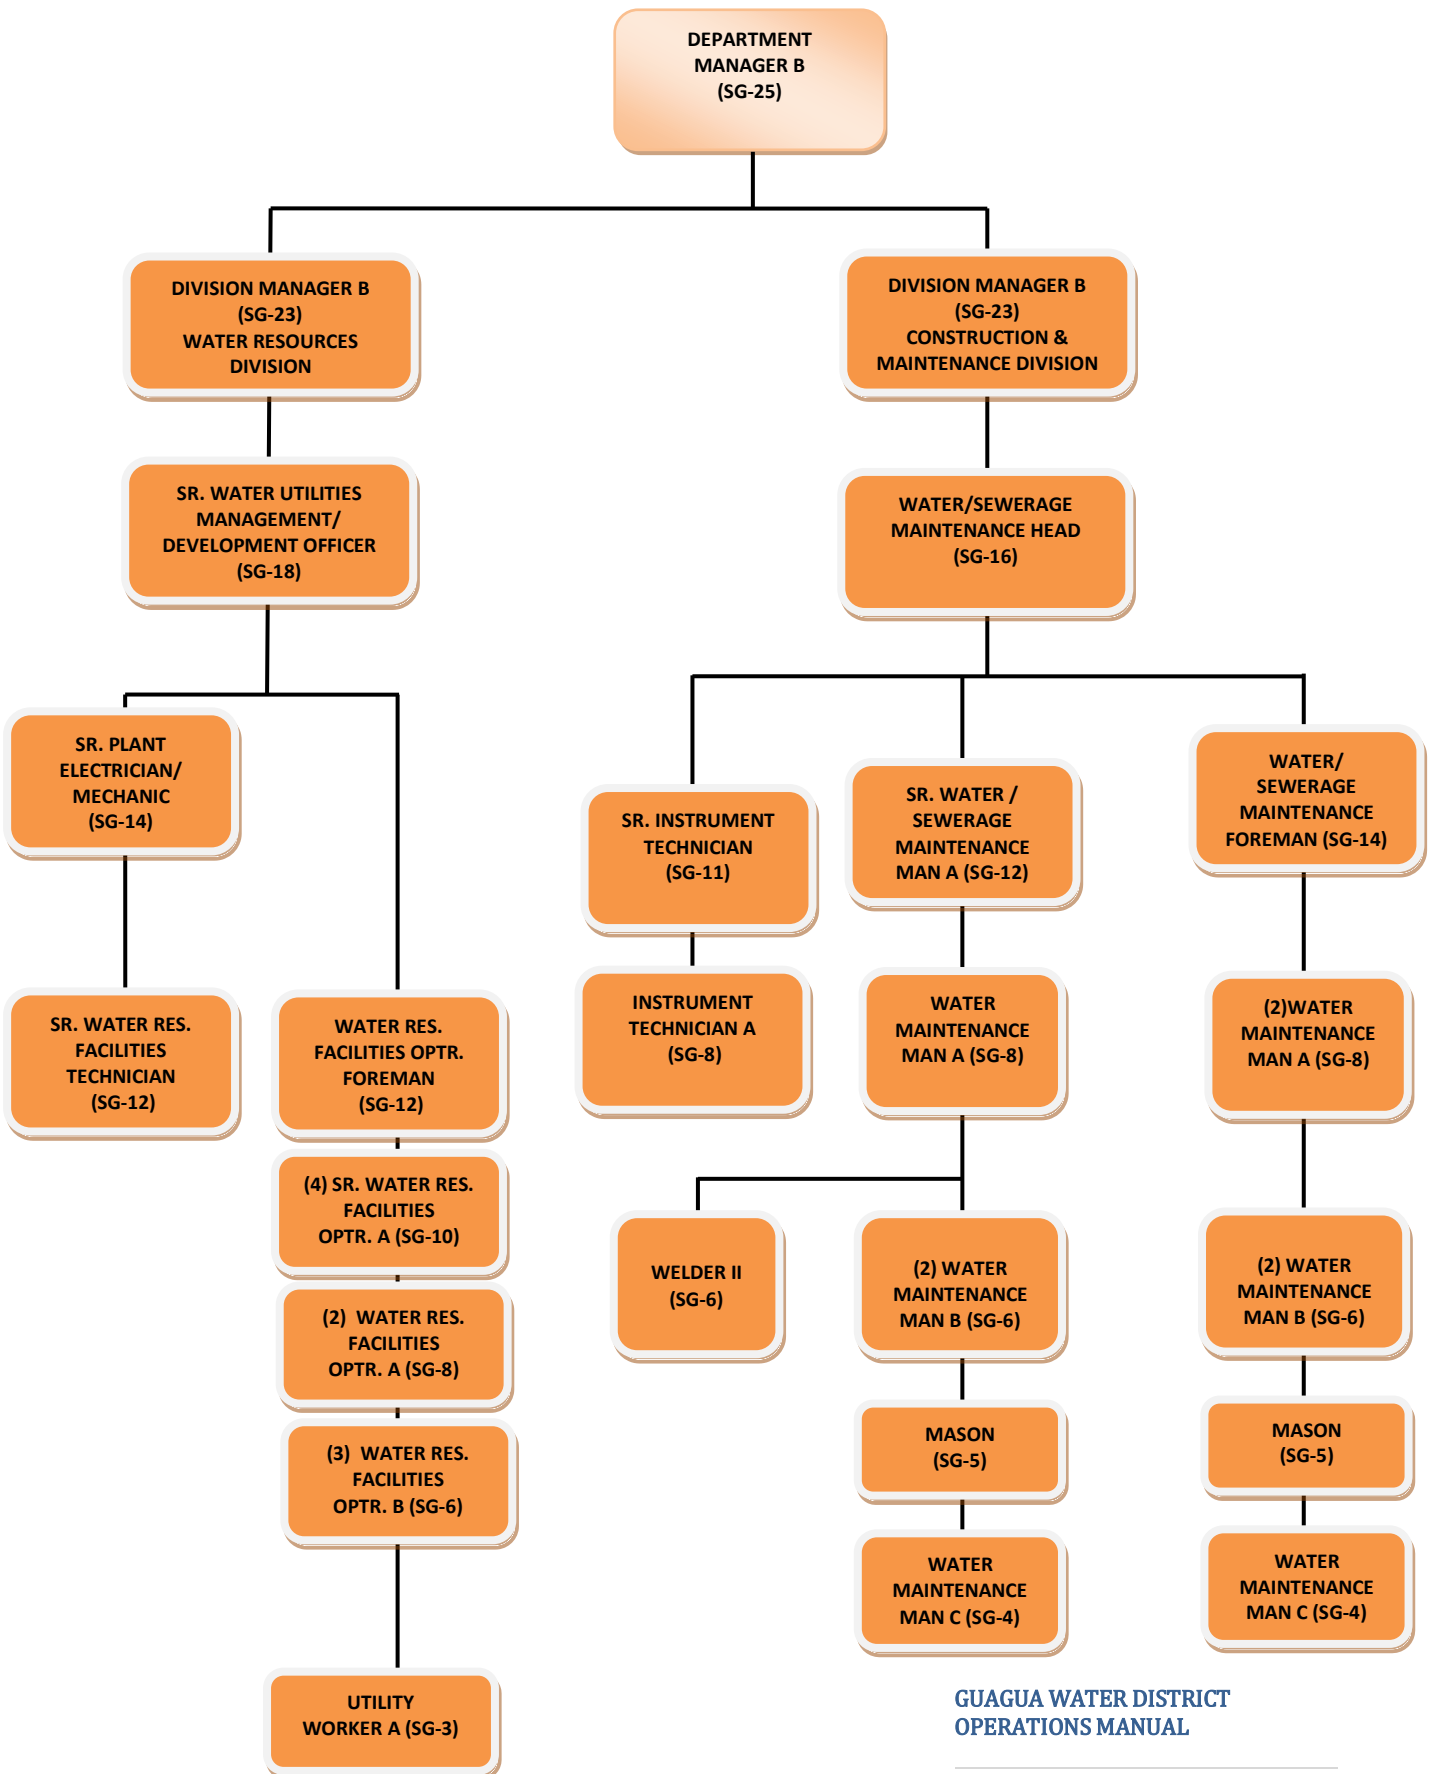 DEPARTMENT
MANAGER B
(SG-25)
DIVISION MANAGER B
(SG-23)
WATER RESOURCES
DIVISION
DIVISION MANAGER B
(SG-23)
CONSTRUCTION &
MAINTENANCE DIVISION
SR. WATER UTILITIES
MANAGEMENT/
DEVELOPMENT OFFICER
(SG-18)
WATER/SEWERAGE
MAINTENANCE HEAD
(SG-16)
SR. PLANT
ELECTRICIAN/
MECHANIC
(SG-14)
SR. INSTRUMENT
TECHNICIAN
(SG-11)
SR. WATER /
SEWERAGE
MAINTENANCE
MAN A (SG-12)
WATER/
SEWERAGE
MAINTENANCE
FOREMAN (SG-14)
SR. WATER RES.
FACILITIES
TECHNICIAN
(SG-12)
WATER RES.
FACILITIES OPTR.
FOREMAN
(SG-12)
INSTRUMENT
TECHNICIAN A
(SG-8)
WATER
MAINTENANCE
MAN A (SG-8)
(2)WATER
MAINTENANCE
MAN A (SG-8)
(4) SR. WATER RES.
FACILITIES
OPTR. A (SG-10)
WELDER II
(SG-6)
(2) WATER
MAINTENANCE
MAN B (SG-6)
(2) WATER
MAINTENANCE
MAN B (SG-6)
(2) WATER RES.
FACILITIES
OPTR. A (SG-8)
(3) WATER RES.
FACILITIES
OPTR. B (SG-6)
MASON
(SG-5)
MASON
(SG-5)
WATER
MAINTENANCE
MAN C (SG-4)
WATER
MAINTENANCE
MAN C (SG-4)
UTILITY
WORKER A (SG-3)
GUAGUA WATER DISTRICT
OPERATIONS MANUAL